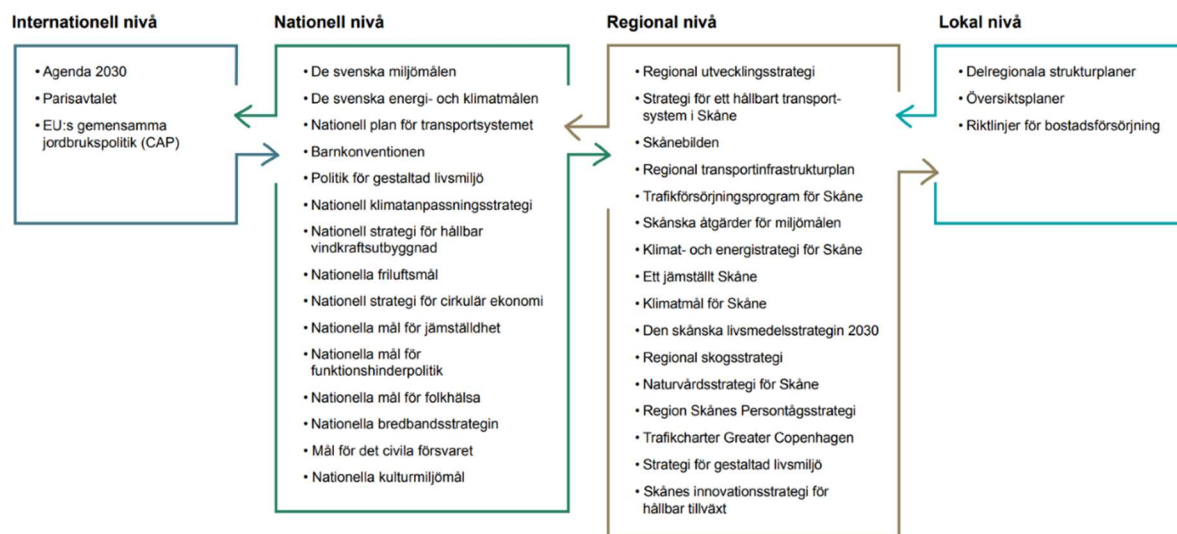 Internationell nivå
• Agenda 2030
• Parisavtalet
• EU:s gemensamma
jordbrukspolitik (CAP)
Nationell nivå
• De svenska miljömålen
• De svenska energi- och klimatmålen
• Nationell plan för transportsystemet
• Barnkonventionen
• Politik för gestaltad livsmiljö
• Nationell klimatanpassningsstrategi
• Nationell strategi för hållbar
vindkraftsutbyggnad
• Nationella friluftsmål
• Nationell strategi för cirkulär ekonomi
• Nationella mål för jämställdhet
• Nationella mål för
funktionshinderpolitik
• Nationella mål för folkhälsa
• Nationella bredbandsstrategin
• Mål för det civila försvaret
• Nationella kulturmiljömål
Regional nivå
• Regional utvecklingsstrategi
• Strategi för ett hållbart transport-
system i Skåne
• Skånebilden
• Regional transportinfrastrukturplan
• Trafikförsörjningsprogram för Skåne
• Skånska åtgärder för miljömålen
• Klimat- och energistrategi för Skåne
• Ett jämställt Skåne
• Klimatmål för Skåne
• Den skånska livsmedelsstrategin 2030
• Regional skogsstrategi
• Naturvårdsstrategi för Skåne
• Region Skånes Persontågsstrategi
• Trafikcharter Greater Copenhagen
• Strategi för gestaltad livsmiljö
• Skånes innovationsstrategi för
hållbar tillväxt
Lokal nivå
• Delregionala strukturplaner
• Översiktsplaner
• Riktlinjer för bostadsförsörjning